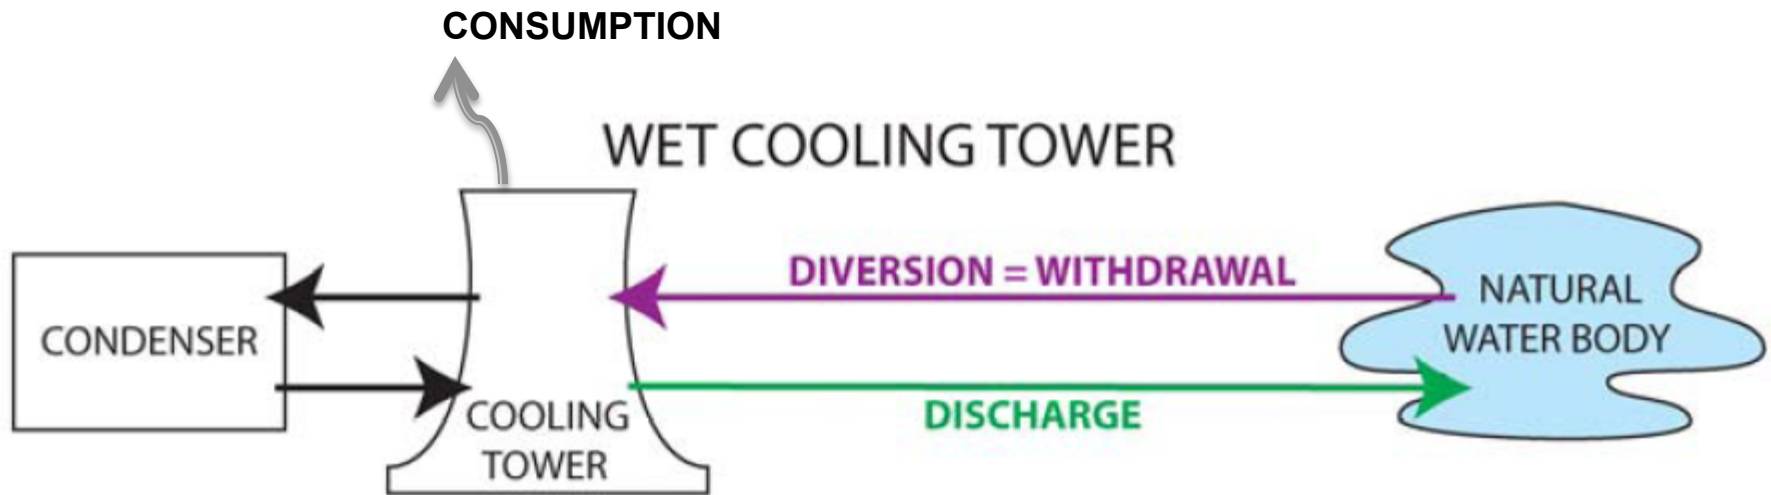 CONSUMPTION
WET COOLING TOWER
DIVERSION = WITHDRAWAL
NATURAL
WATER BODY
CONDENSER
DISCHARGE
COOLING
TOWER